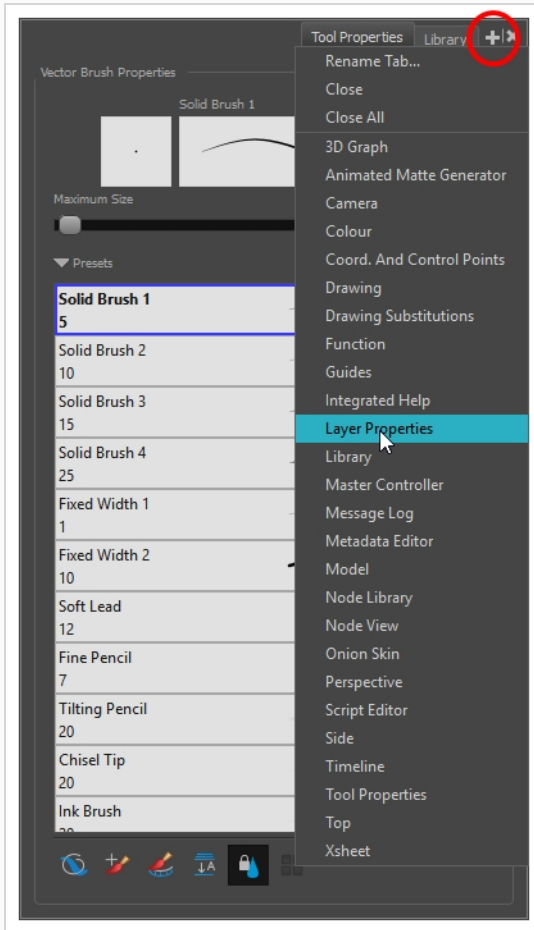 Tool Properties
Library
Vector Brush Properties
Solid Brush 1
Maximum Size
Presets
Solid Brush 1
5
Solid Brush 2
10
Solid Brush 3
15
Solid Brush 4
25
Fixed Width 1
1
Fixed Width 2
10
Soft Lead
12
Fine Pencil
7
Tilting Pencil
20
Chisel Tip
20
Ink Brush
20
Rename Tab...
Close
Close All
3D Graph
Animated Matte Generator
Camera
Colour
Coord. And Control Points
Drawing
Drawing Substitutions
Function
Guides
Integrated Help
Layer Properties
Library
Master Controller
Message Log
Metadata Editor
Model
Node Library
Node View
Onion Skin
Perspective
Script Editor
Side
Timeline
Tool Properties
Top
Xsheet